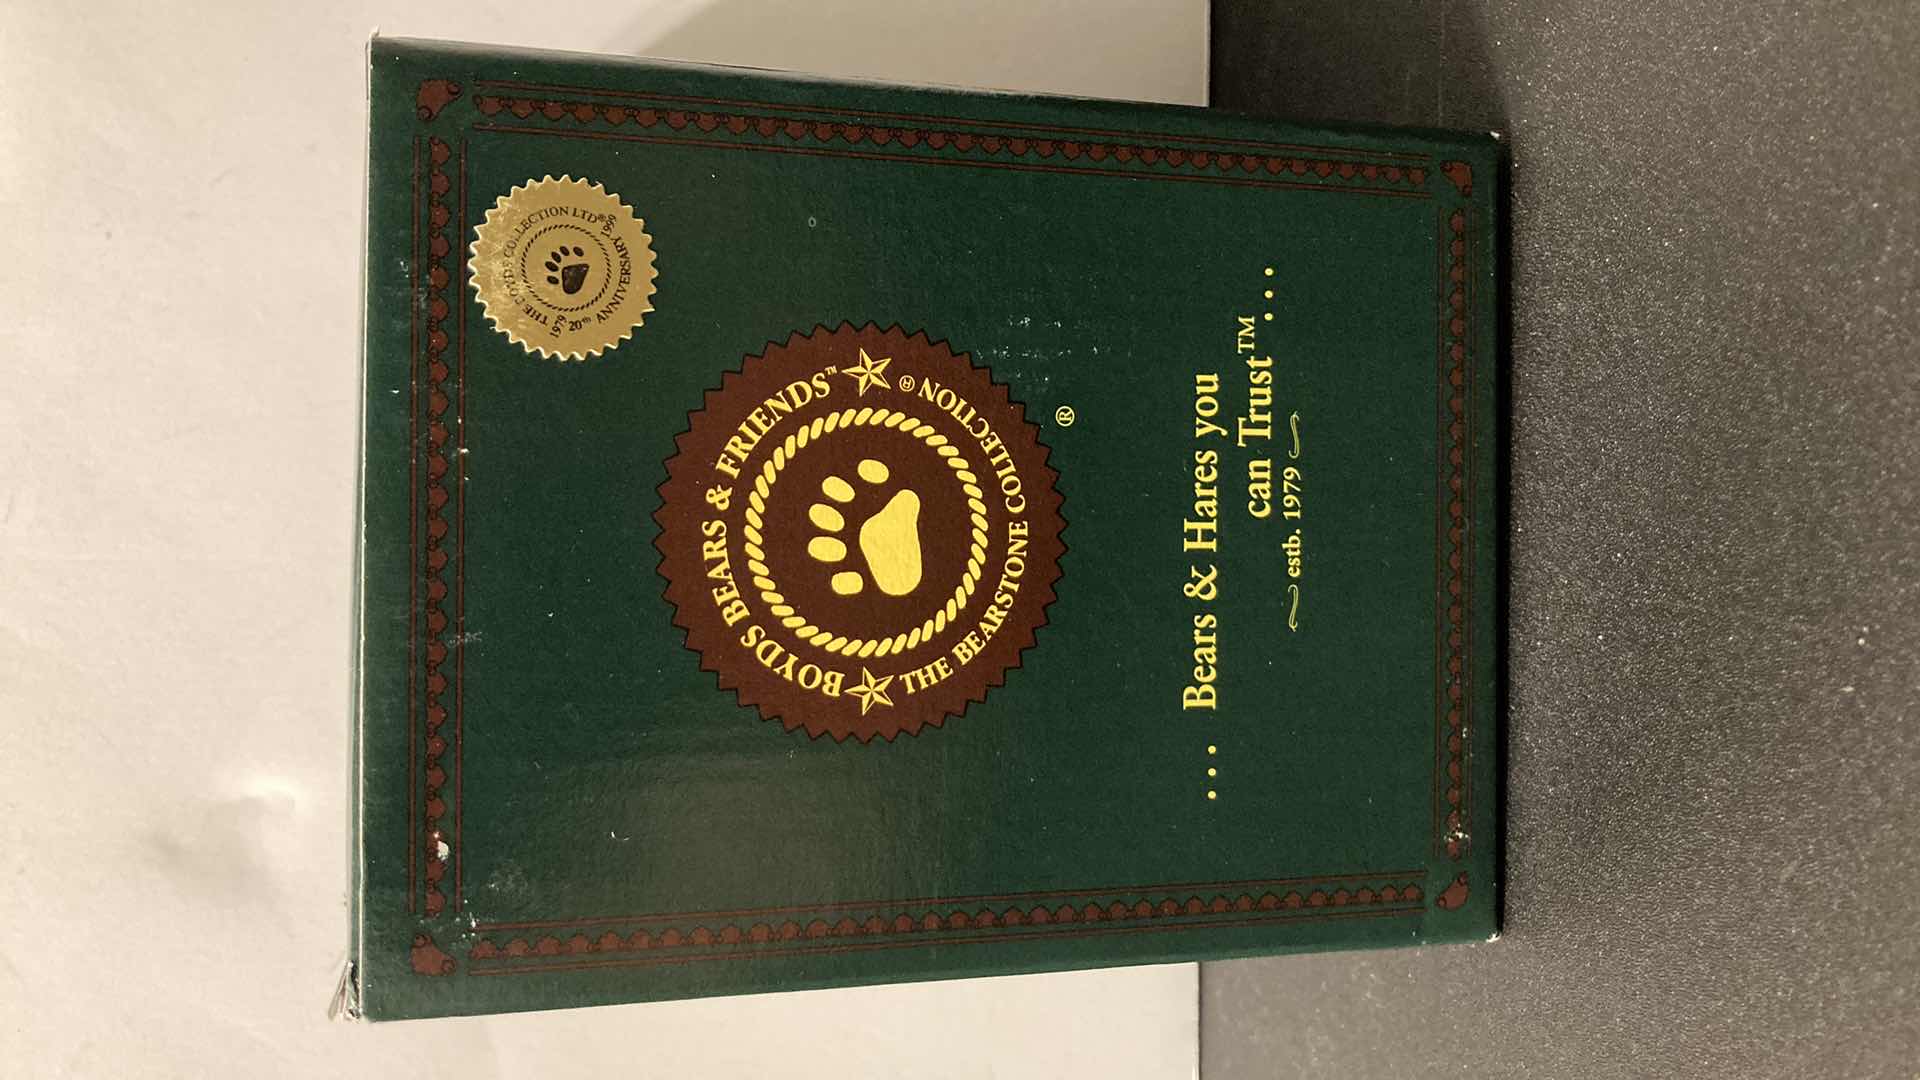 THE BOYDS COLLECTION LTD®
1979 20th ANNIVERSARY 1999
BOYDS BEARS & FRIENDS™
THE BEARSTONE COLLECTION ®
®
.... Bears & Hares you
can Trust™....
estb. 1979